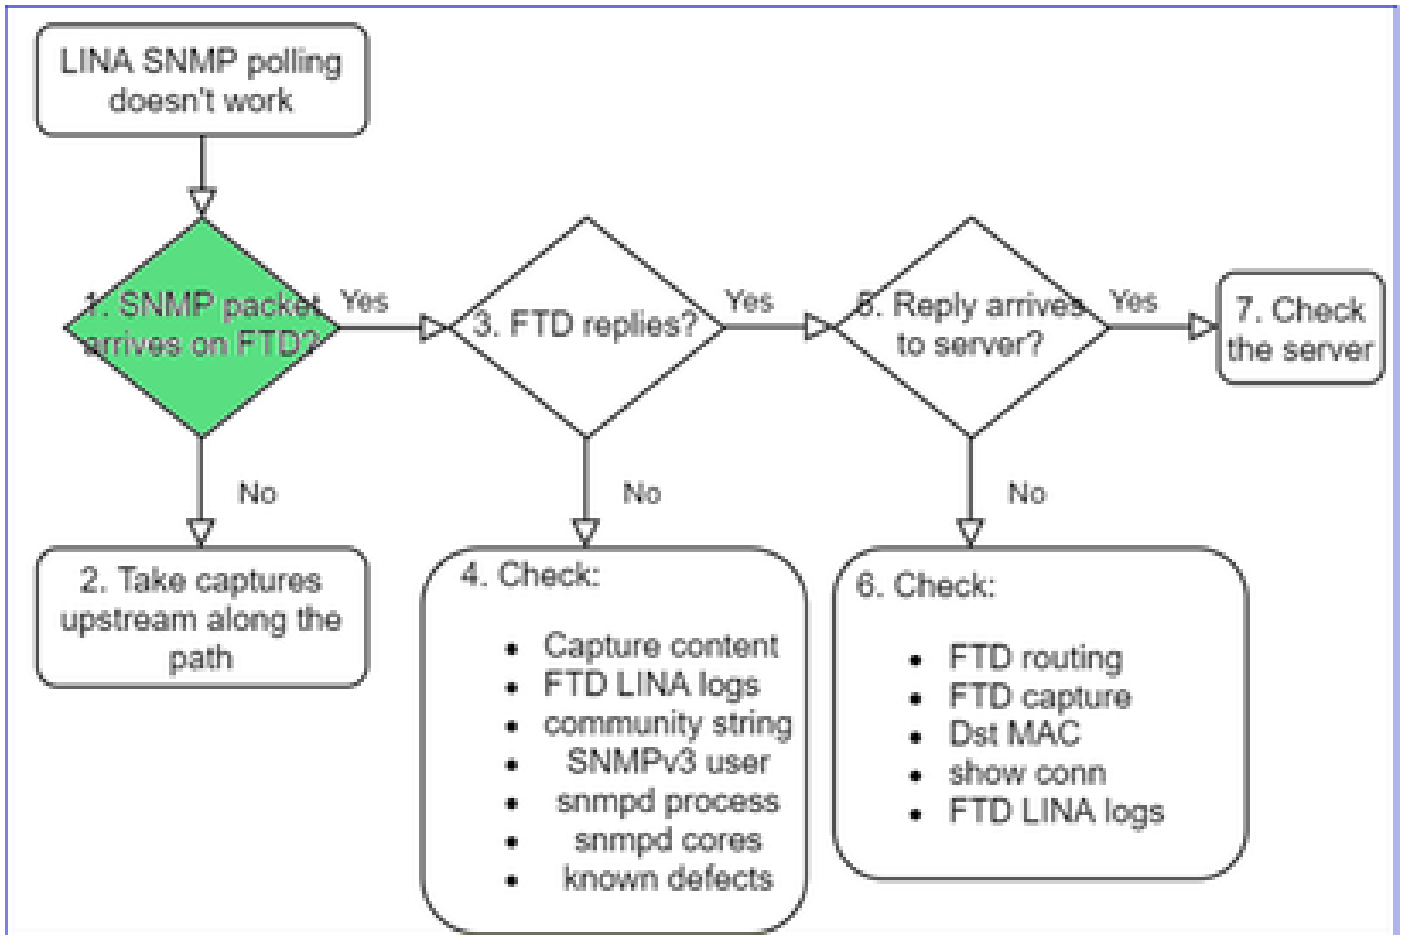 LINA SNMP polling
doesn't work
1. SNMP packet
arrives on FTD?
Yes
3. FTD replies?
Yes
5. Reply arrives
to server?
Yes
7. Check
the server
No
No
No
2. Take captures
upstream along the
path
4. Check:
• Capture content
• FTD LINA logs
• community string
• SNMPv3 user
• snmpd process
• snmpd cores
• known defects
6. Check:
• FTD routing
• FTD capture
• Dst MAC
• show conn
• FTD LINA logs